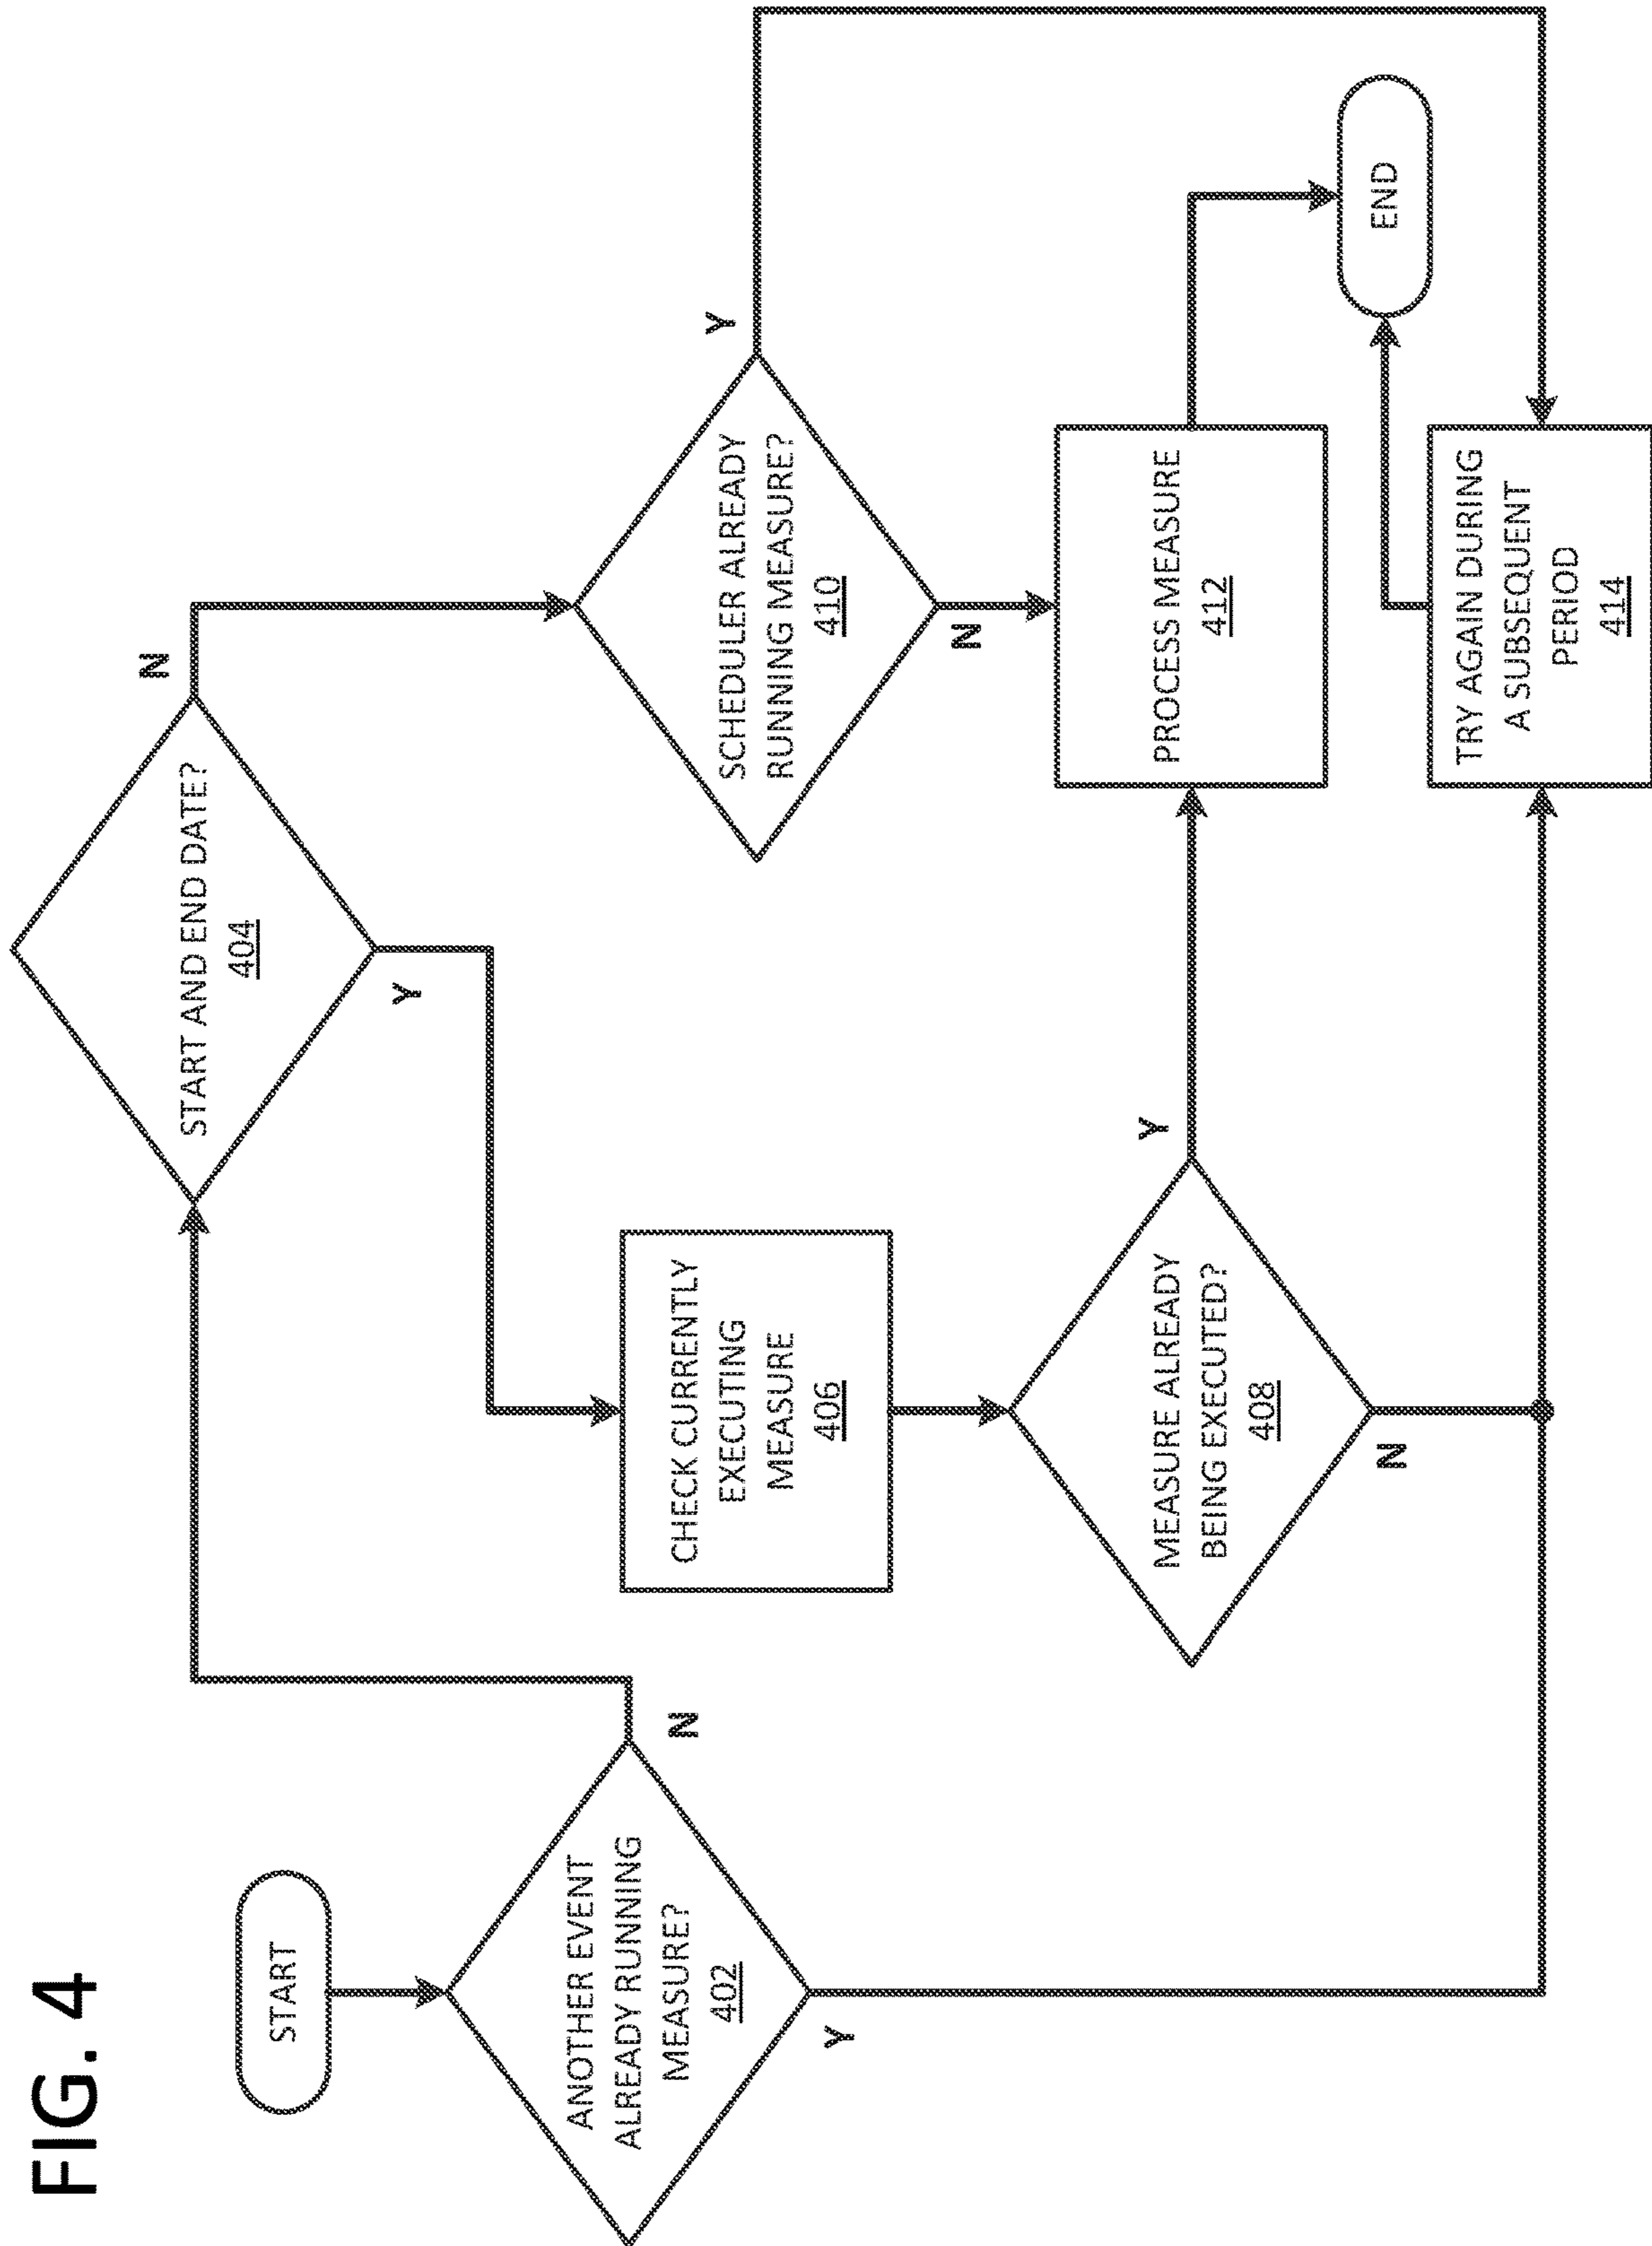 FIG. 4
START
ANOTHER EVENT
ALREADY RUNNING
MEASURE?
402
N
Y
START AND END DATE?
404
N
Y
CHECK CURRENTLY
EXECUTING
MEASURE
406
MEASURE ALREADY
BEING EXECUTED?
408
Y
N
SCHEDULER ALREADY
RUNNING MEASURE?
410
Y
N
PROCESS MEASURE
412
TRY AGAIN DURING
A SUBSEQUENT
PERIOD
414
END